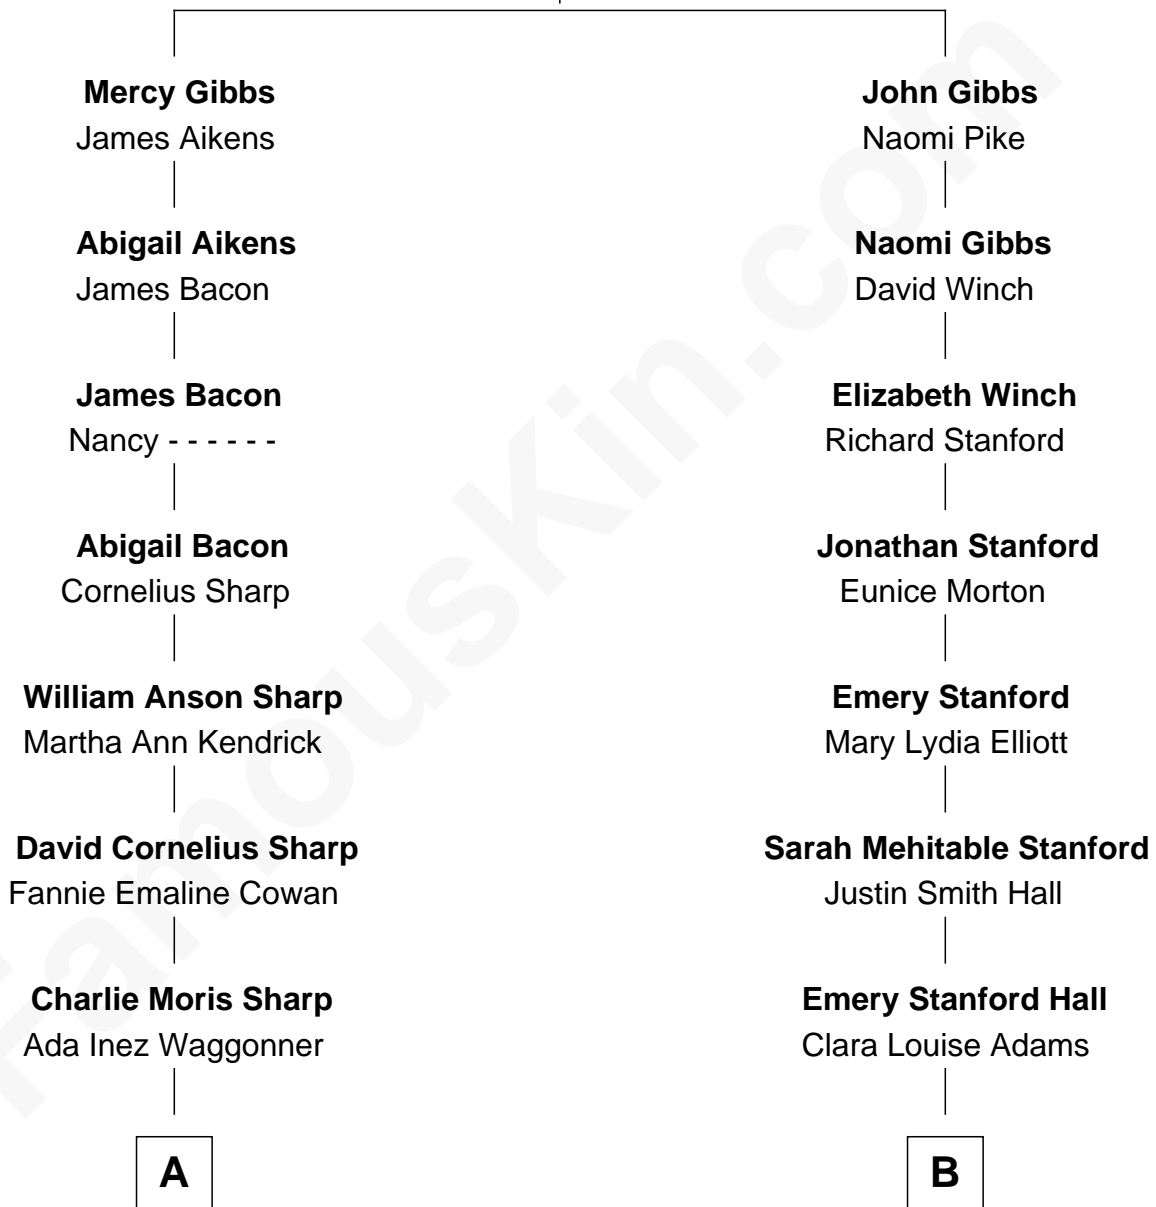 Mercy Gibbs
James Aikens
Abigail Aikens
James Bacon
James Bacon
Nancy - - - - - -
Abigail Bacon
Cornelius Sharp
William Anson Sharp
Martha Ann Kendrick
David Cornelius Sharp
Fannie Emaline Cowan
Charlie Moris Sharp
Ada Inez Waggonner
A
John Gibbs
Naomi Pike
Naomi Gibbs
David Winch
Elizabeth Winch
Richard Stanford
Jonathan Stanford
Eunice Morton
Emery Stanford
Mary Lydia Elliott
Sarah Mehitable Stanford
Justin Smith Hall
Emery Stanford Hall
Clara Louise Adams
B
FamousKin.com